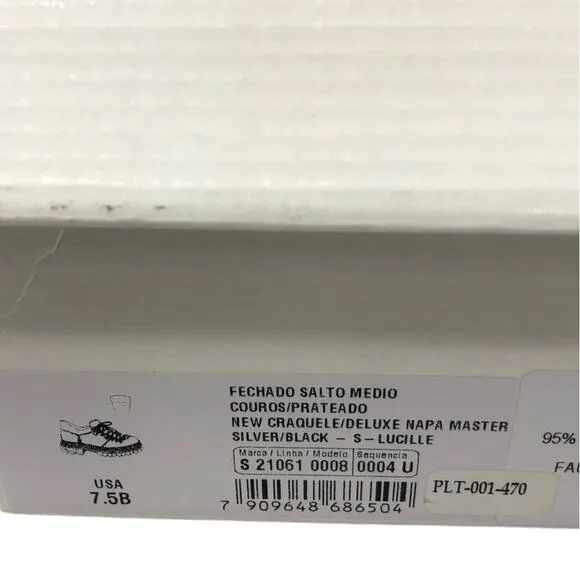 FECHADO SALTO MEDIO
COUROS/PRATEADO
NEW CRAQUELE/DELUXE NAPA MASTER
SILVER/BLACK – S-LUCILLE
Marca / Linha / Modelo Sequencia
S 21061 0008 0004 U
7 909648 686504
USA
7.5B
PLT-001-470
95%